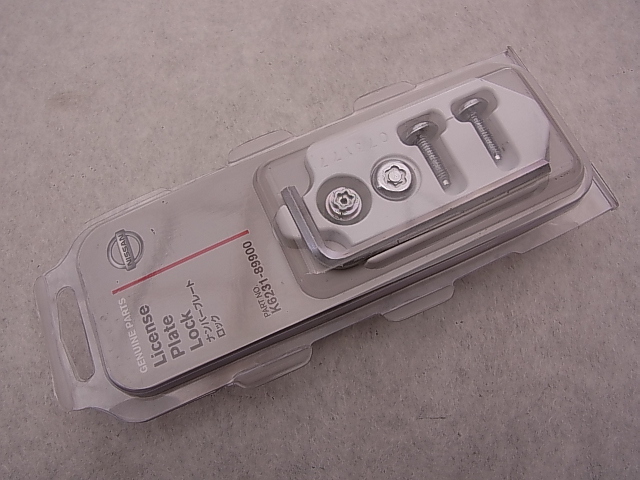 NISSAN
GENUINE PARTS
License
Plate
Lock
ナンバープレート
ロック
PART NO
K6231-89900